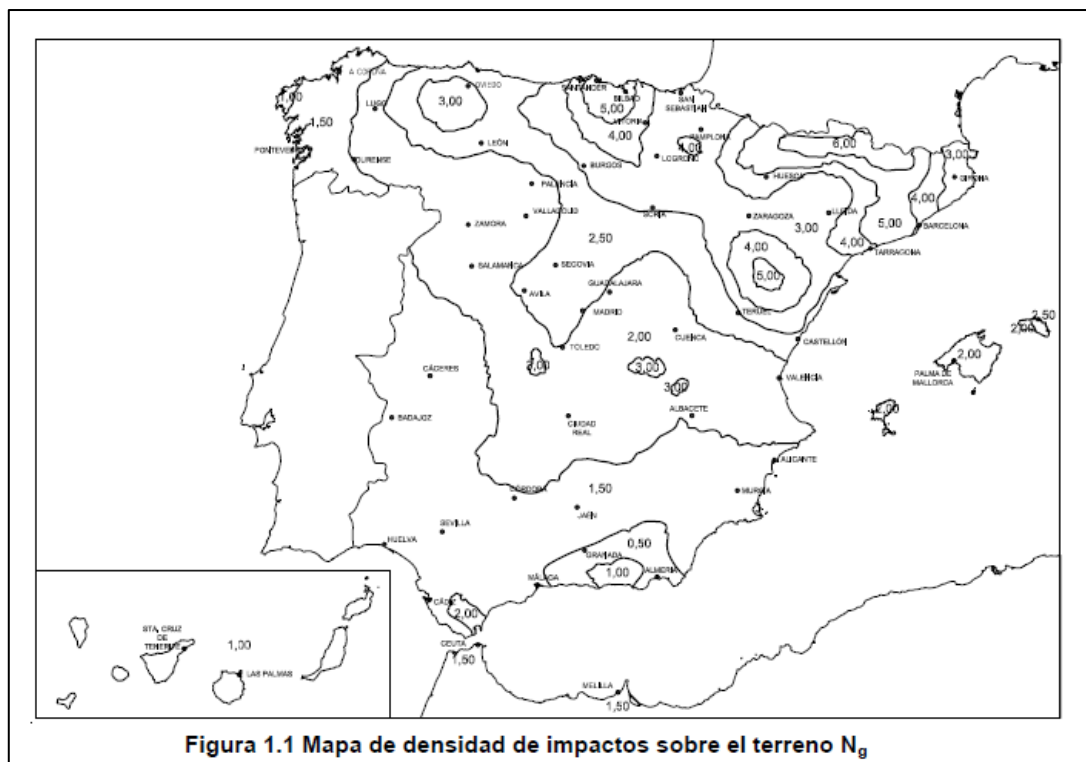 A CORUÑA
OVIEDO
SANTANDER
BILBAO
SAN
SEBASTIAN
1,00
LUGO
3,00
5,00
1,50
VITORIA
4,00
PAMPLONA
PONTEVEDRA
LEÓN
4,00
6,00
3,00
OURENSE
BURGOS
LOGROÑO
HUESCA
GIRONA
PALENCIA
4,00
VALLADOLID
SORIA
ZARAGOZA
LLEIDA
ZAMORA
3,00
5,00
BARCELONA
2,50
4,00
4,00
TARRAGONA
SALAMANCA
SEGOVIA
5,00
AVILA
GUADALAJARA
MADRID
TERUEL
2,50
2,00
2,00
CUENCA
CASTELLÓN
TOLEDO
2,00
3,00
3,00
PALMA DE
MALLORCA
CÁCERES
VALENCIA
3,00
2,00
BADAJOZ
CIUDAD
REAL
ALBACETE
ALICANTE
CÓRDOBA
1,50
MURCIA
JAÉN
SEVILLA
HUELVA
0,50
GRANADA
1,00
ALMERIA
MÁLAGA
CÁDIZ
2,00
STA. CRUZ
DE
TENERIFE
1,00
CEUTA
1,50
LAS PALMAS
MELILLA
1,50
Figura 1.1 Mapa de densidad de impactos sobre el terreno Ng